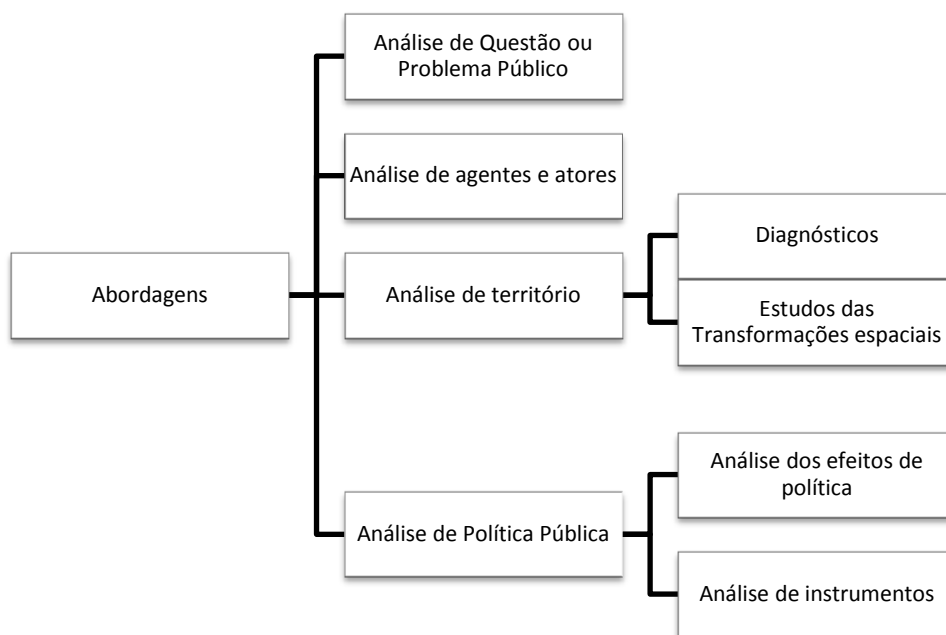 Análise de Questão ou
Problema Público
Análise de agentes e atores
Diagnósticos
Abordagens
Análise de território
Estudos das
Transformações espaciais
Análise dos efeitos de
política
Análise de Política Pública
Análise de instrumentos